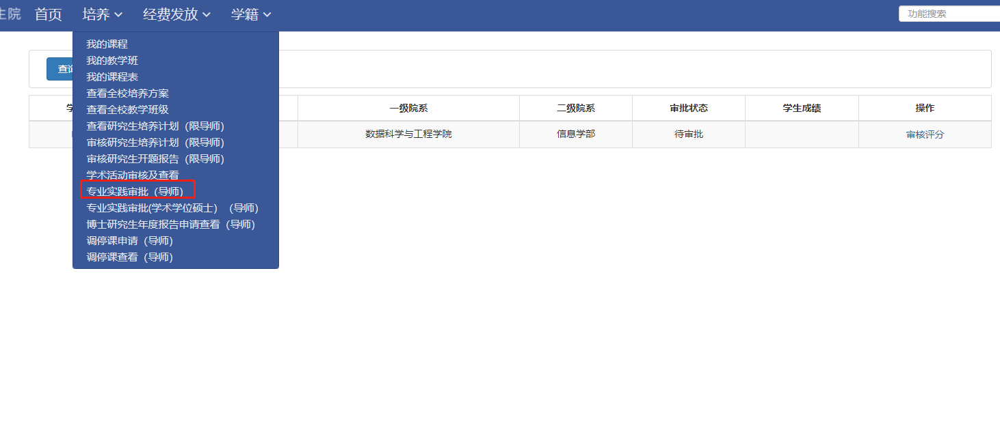 生院 首页 培养 经费发放 学籍 功能搜索
我的课程
我的教学班
查询
我的课程表
查看全校培养方案
查看全校教学班级
学 一级院系 二级院系 审批状态 学生成绩 操作
查看研究生培养计划（限导师)
数据科学与工程学院 信息学部 待审批 审核评分
审核研究生培养计划（限导师)
审核研究生开题报告（限导师)
学术活动审核及查看
专业实践审批（导师)
专业实践审批(学术学位硕士）（导师)
博士研究生年度报告申请查看（导师)
调停课申请（导师)
调停课查看（导师)